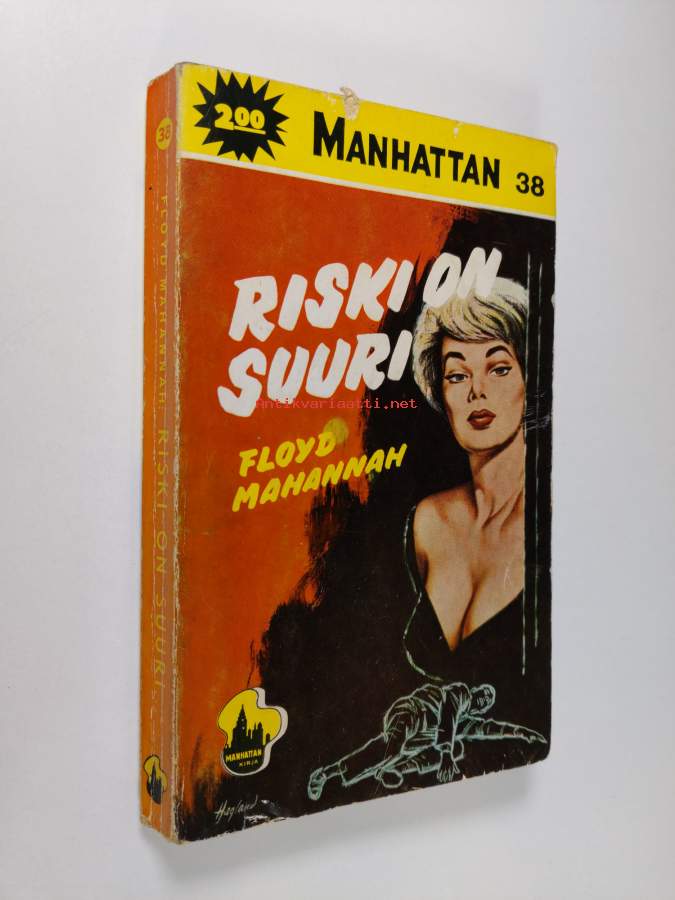 2.00
MANHATTAN 38
RISKI ON
SUURI
FLOYD
MAHANNAH
MANHATTAN
KIRJA
Hagland
38
FLOYD MAHANNAH: RISKI ON SUURI
Antikvariaatti.net